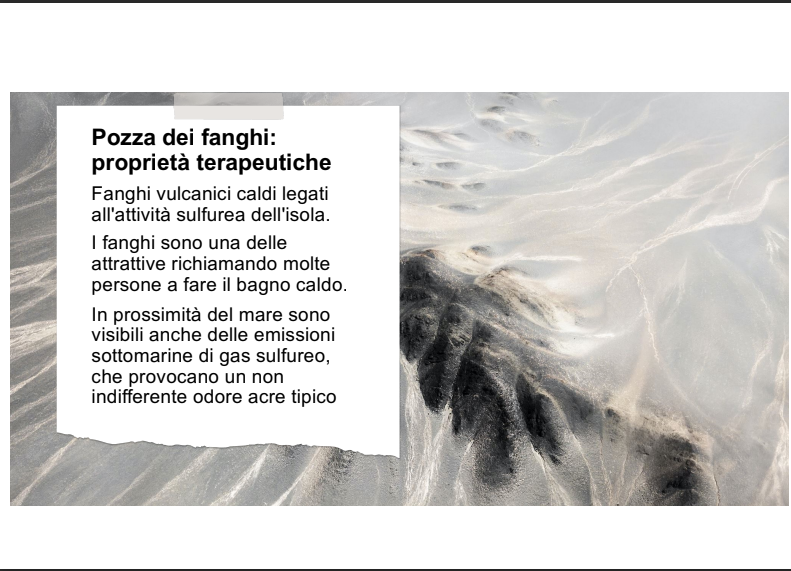 Pozza dei fanghi:
proprietà terapeutiche
Fanghi vulcanici caldi legati
all'attività sulfurea dell'isola.
I fanghi sono una delle
attrattive richiamando molte
persone a fare il bagno caldo.
In prossimità del mare sono
visibili anche delle emissioni
sottomarine di gas sulfureo,
che provocano un non
indifferente odore acre tipico